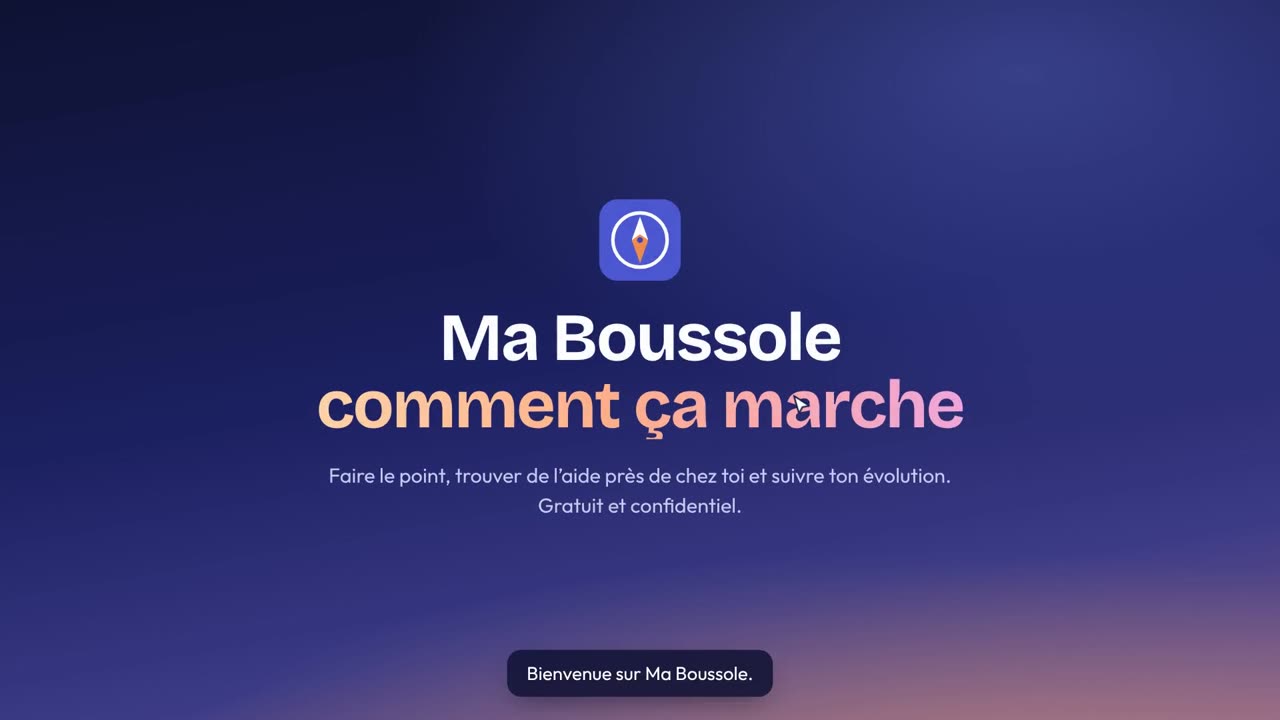 Ma Boussole
comment ça marche
Faire le point, trouver de l’aide près de chez toi et suivre ton évolution.
Gratuit et confidentiel.
Bienvenue sur Ma Boussole.